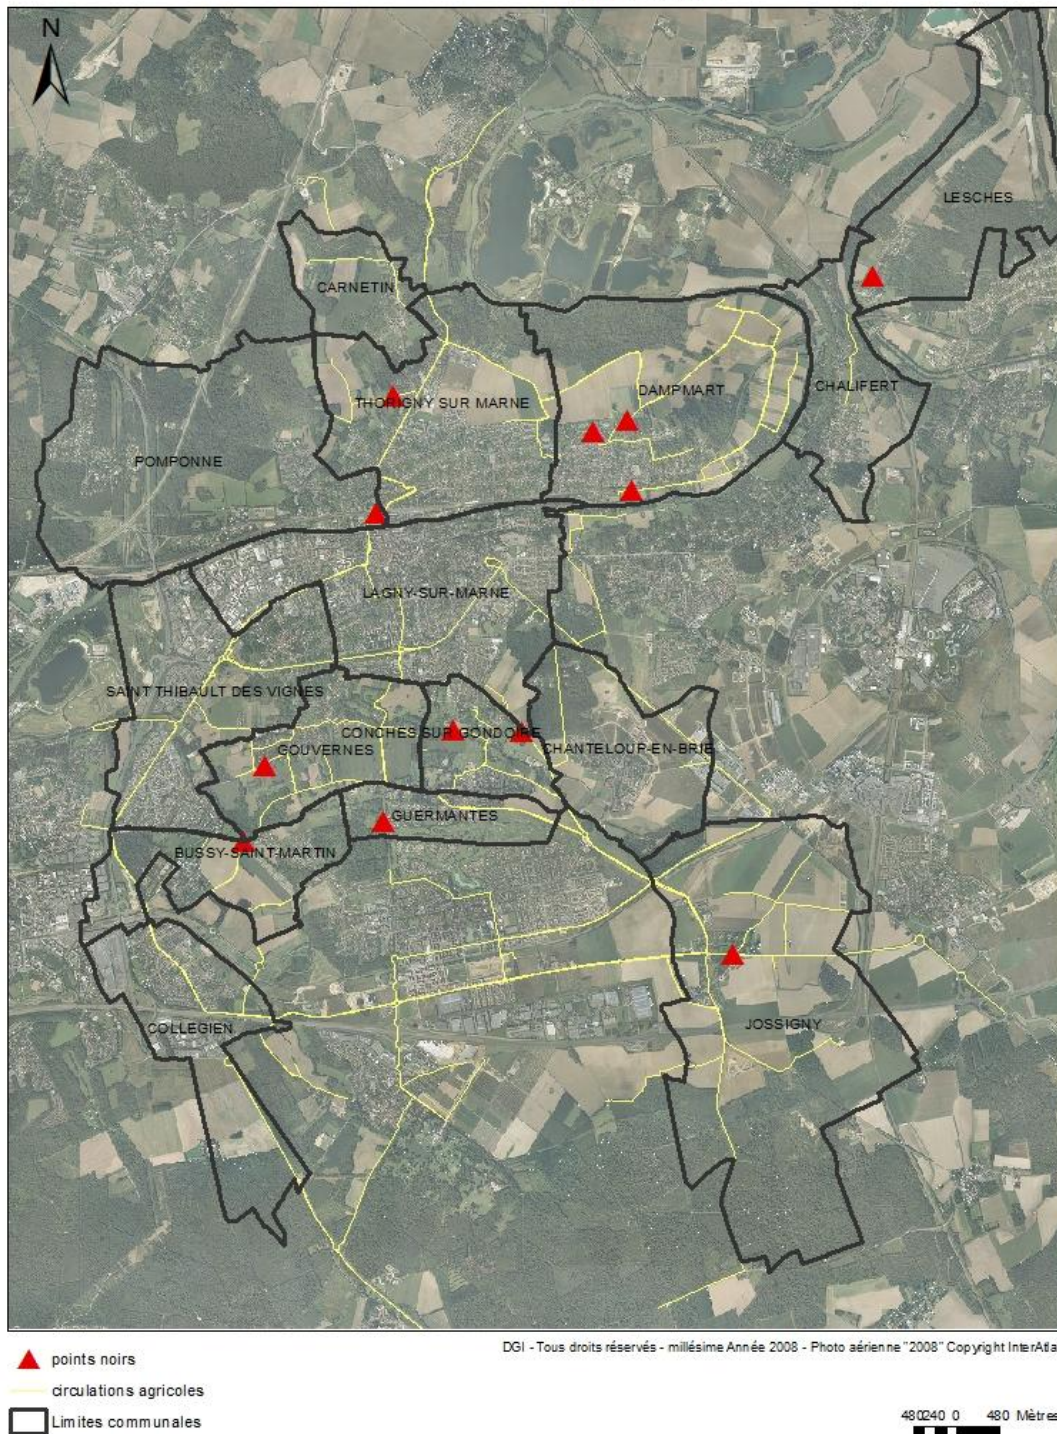 N
LESCHES
CARNETIN
DAMPMART
CHALIFERT
THORIGNY SUR MARNE
POMPONNE
LAGNY-SUR-MARNE
SAINT THIBAULT DES VIGNES
CONCHES SUR GONDOIRE
GOUVERNES
CHANTELOUP-EN-BRIE
GUERMANTES
BUSSY-SAINT-MARTIN
JOSSIGNY
COLLEGIEN
DGI - Tous droits réservés - millésime Année 2008 - Photo aérienne "2008" Copyright InterAtla
points noirs
circulations agricoles
Limites communales
480240 0 480 Mètres